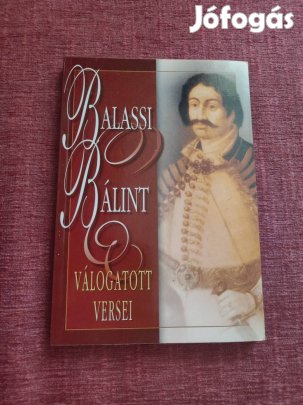 Jófogás
BALASSI
BÁLINT
VÁLOGATOTT
VERSEI